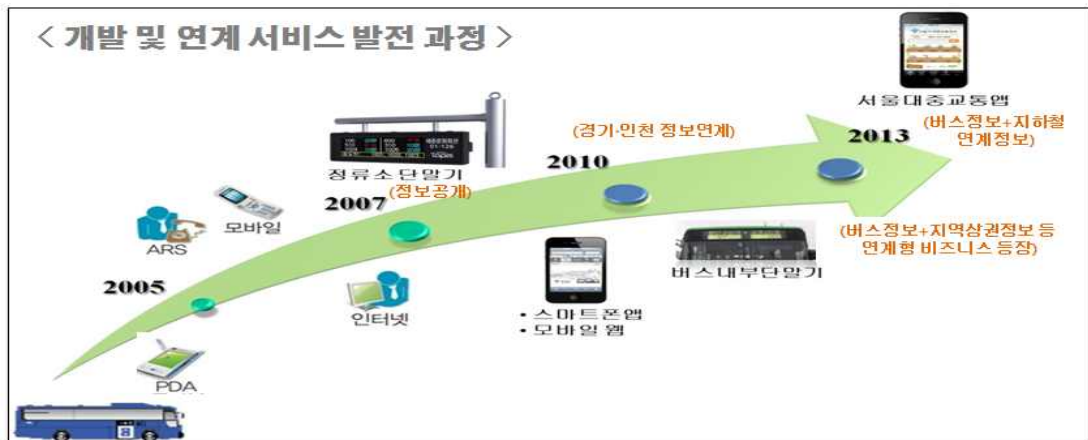 < 개발 및 연계 서비스 발전 과정 >
서울대중교통앱
(버스정보+지하철
연계정보)
2013
(경기·인천 정보연계)
2010
정류소단말기
(정보공개)
2007
모바일
ARS
2005
(버스정보+지역상권정보 등
연계형 비즈니스 등장)
버스내부단말기
인터넷
• 스마트폰앱
• 모바일 웹
PDA